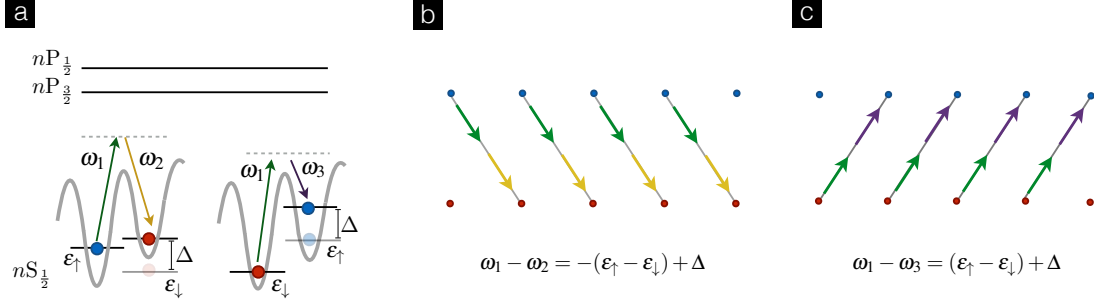 a
nP1/2
nP3/2
ω1
ω2
ω1
ω3
Δ
Δ
ε↑
ε↑
nS1/2
ε↓
ε↓
b
ω1 − ω2 = −(ε↑ − ε↓) + Δ
c
ω1 − ω3 = (ε↑ − ε↓) + Δ